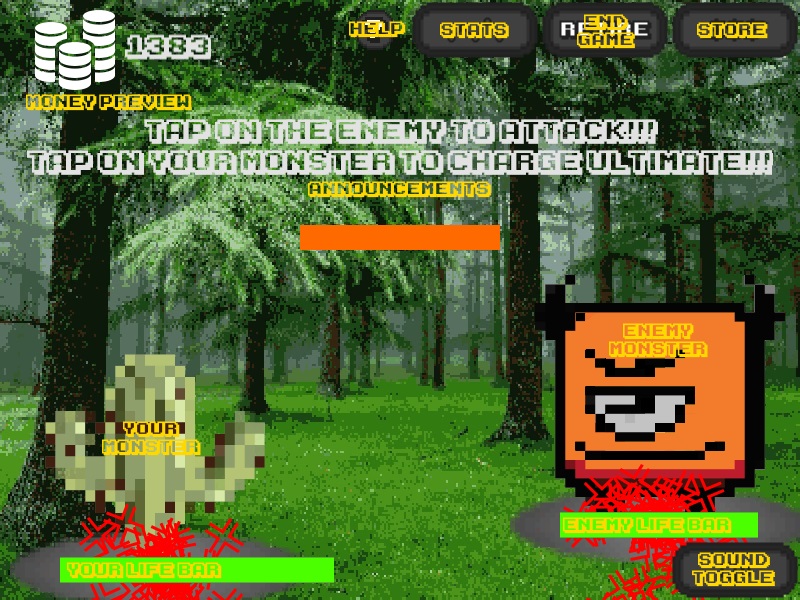 1383
HELP
STATS
END
GAME
STORE
MONEY PREVIEW
TAP ON THE ENEMY TO ATTACK!!!
TAP ON YOUR MONSTER TO CHARGE ULTIMATE!!!
ANNOUNCEMENTS
ENEMY
MONSTER
YOUR
MONSTER
ENEMY LIFE BAR
YOUR LIFE BAR
SOUND
TOGGLE